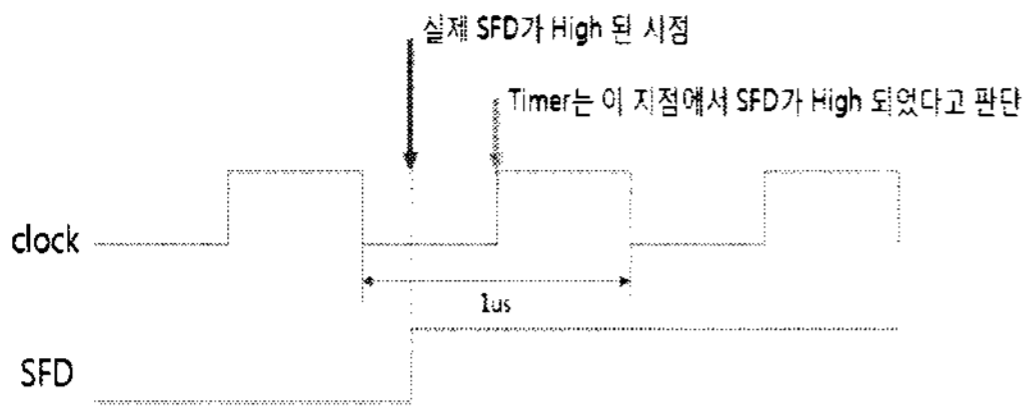 실제 SFD가 High 된 시점
Timer는 이 지점에서 SFD가 High 되었다고 판단
clock
1us
SFD